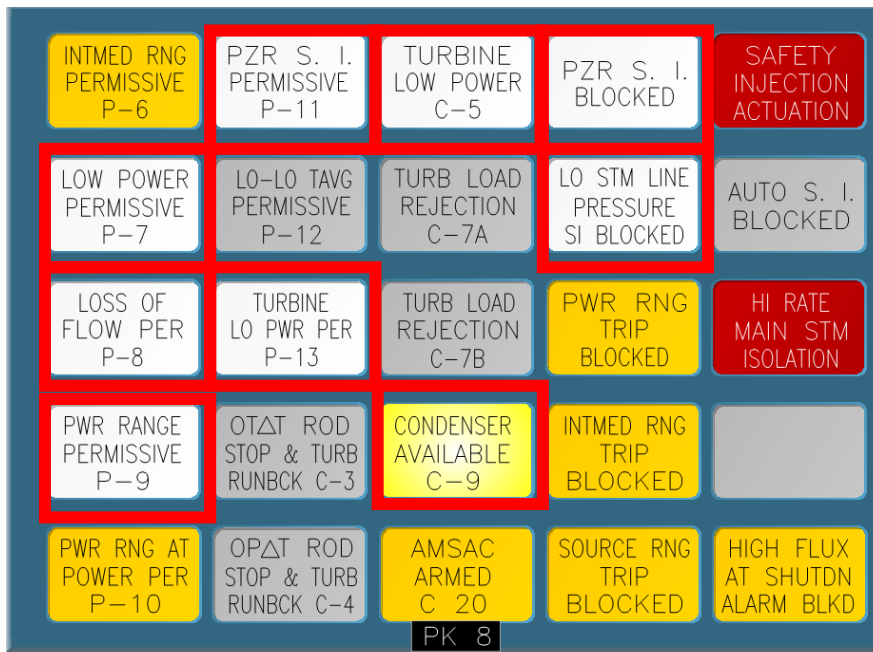 INTMED RNG
PERMISSIVE
P-6
PZR S. I.
PERMISSIVE
P-11
TURBINE
LOW POWER
C-5
PZR S. I.
BLOCKED
SAFETY
INJECTION
ACTUATION
LOW POWER
PERMISSIVE
P-7
LO-LO TAVG
PERMISSIVE
P-12
TURB LOAD
REJECTION
C-7A
LO STM LINE
PRESSURE
SI BLOCKED
AUTO S. I.
BLOCKED
LOSS OF
FLOW PER
P-8
TURBINE
LO PWR PER
P-13
TURB LOAD
REJECTION
C-7B
PWR RNG
TRIP
BLOCKED
HI RATE
MAIN STM
ISOLATION
PWR RANGE
PERMISSIVE
P-9
OT△T ROD
STOP & TURB
RUNBCK C-3
CONDENSER
AVAILABLE
C-9
INTMED RNG
TRIP
BLOCKED
PWR RNG AT
POWER PER
P-10
OP△T ROD
STOP & TURB
RUNBCK C-4
AMSAC
ARMED
C 20
SOURCE RNG
TRIP
BLOCKED
HIGH FLUX
AT SHUTDN
ALARM BLKD
PK 8